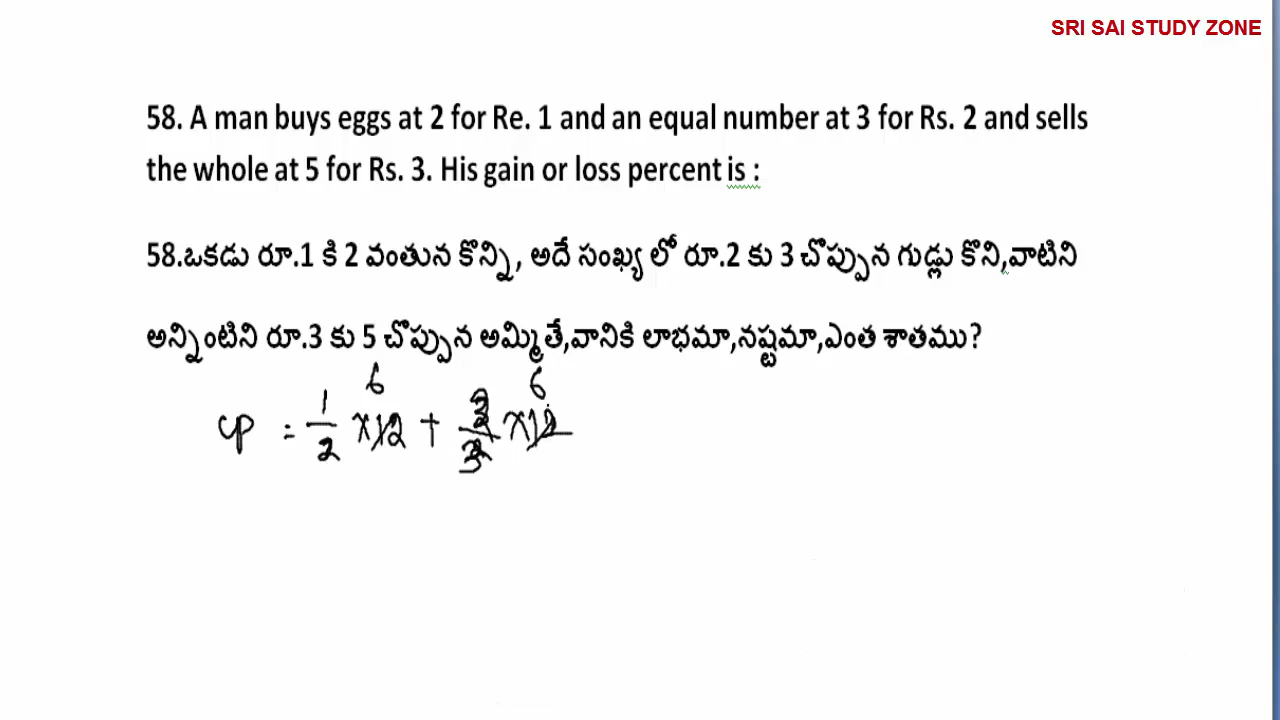 SRI SAI STUDY ZONE
58. A man buys eggs at 2 for Re. 1 and an equal number at 3 for Rs. 2 and sells
the whole at 5 for Rs. 3. His gain or loss percent is :
58.ఒకడు రూ.1 కి 2 వంతున కొన్ని, అదే సంఖ్య లో రూ.2 కు 3 చొప్పున గుడ్లు కొని,వాటిని
అన్నింటిని రూ.3 కు 5 చొప్పున అమ్మితే,వానికి లాభమా,నష్టమా,ఎంత శాతము?
6 6
CP = 1/2 x 12 + 2/3 x 12